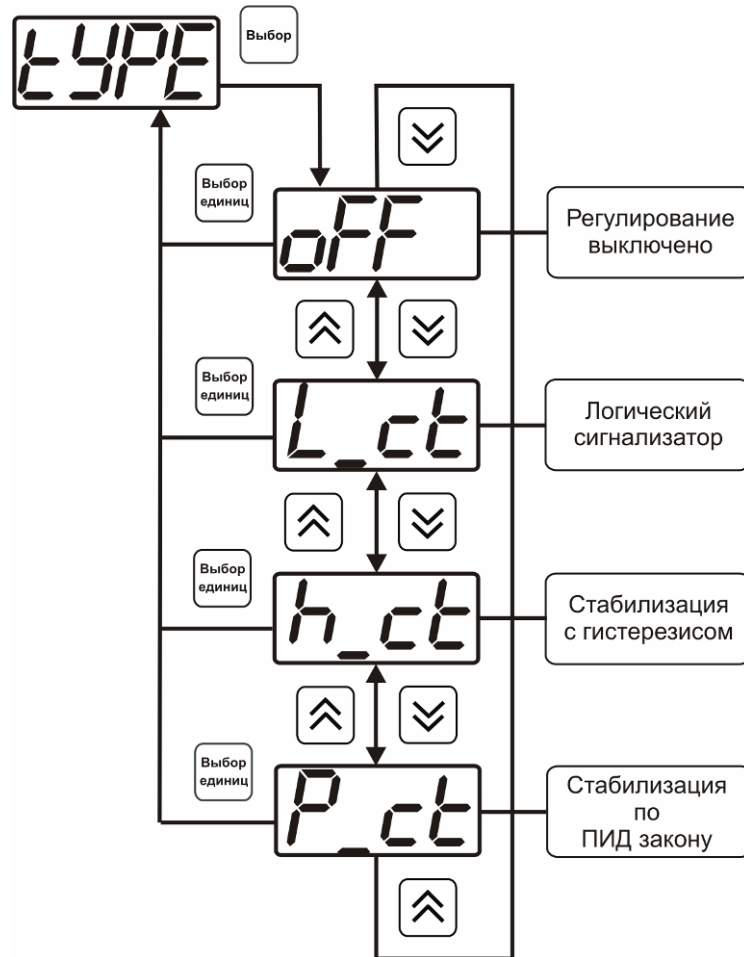 tYPE
Выбор
Выбор
единиц
oFF
Регулирование
выключено
Выбор
единиц
L_ct
Логический
сигнализатор
Выбор
единиц
h_ct
Стабилизация
с гистерезисом
Выбор
единиц
P_ct
Стабилизация
по
ПИД закону